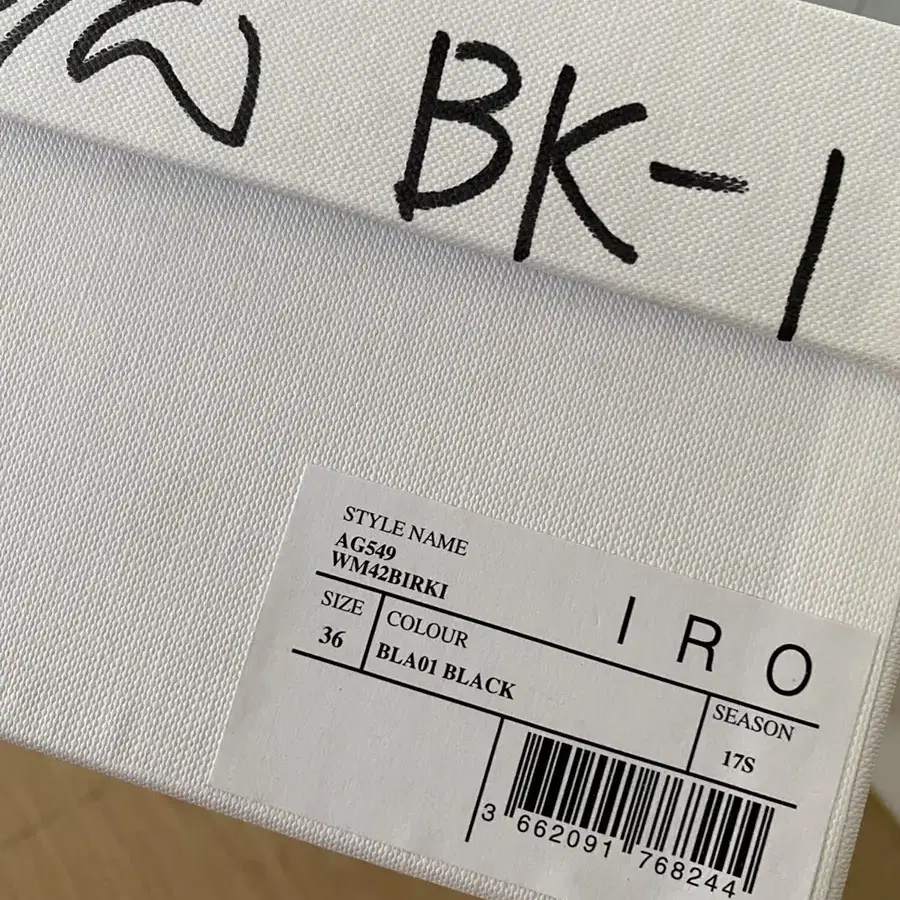 BK-1
STYLE NAME
AG549
WM42BIRKI
IRO
SIZE
36
COLOUR
BLA01 BLACK
SEASON
17S
3 662091 768244